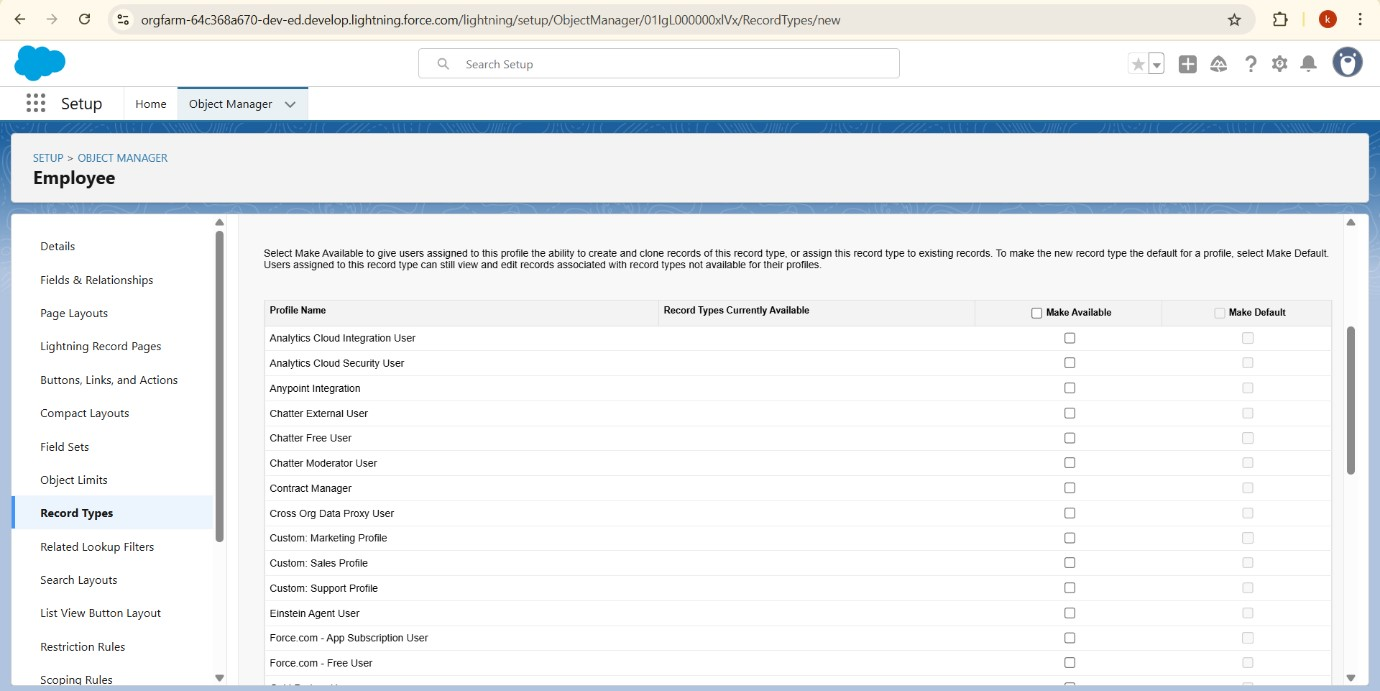 orgfarm-64c368a670-dev-ed.develop.lightning.force.com/lightning/setup/ObjectManager/01IgL000000xlVx/RecordTypes/new
k
Search Setup
Setup
Home
Object Manager
SETUP > OBJECT MANAGER
Employee
Details
Fields & Relationships
Page Layouts
Lightning Record Pages
Buttons, Links, and Actions
Compact Layouts
Field Sets
Object Limits
Record Types
Related Lookup Filters
Search Layouts
List View Button Layout
Restriction Rules
Scoping Rules
Select Make Available to give users assigned to this profile the ability to create and clone records of this record type, or assign this record type to existing records. To make the new record type the default for a profile, select Make Default.
Users assigned to this record type can still view and edit records associated with record types not available for their profiles.
Profile Name Record Types Currently Available Make Available Make Default
Analytics Cloud Integration User
Analytics Cloud Security User
Anypoint Integration
Chatter External User
Chatter Free User
Chatter Moderator User
Contract Manager
Cross Org Data Proxy User
Custom: Marketing Profile
Custom: Sales Profile
Custom: Support Profile
Einstein Agent User
Force.com - App Subscription User
Force.com - Free User